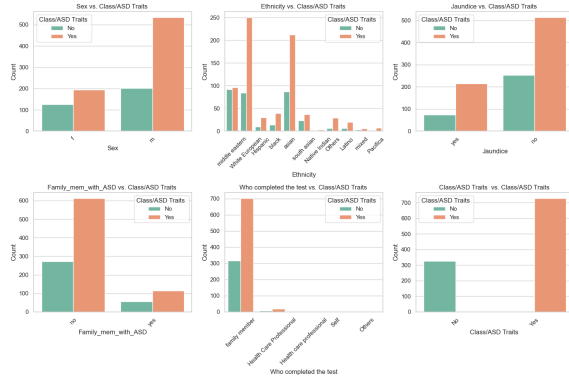 Sex vs. Class/ASD Traits
Class/ASD Traits
No
Yes
Count
500
400
300
200
100
0
f
m
Sex
Ethnicity vs. Class/ASD Traits
Class/ASD Traits
No
Yes
Count
250
200
150
100
50
0
middle eastern
White European
Hispanic
black
asian
south asian
Native Indian
Others
Latino
mixed
Pacifica
Ethnicity
Jaundice vs. Class/ASD Traits
Class/ASD Traits
No
Yes
Count
500
400
300
200
100
0
yes
no
Jaundice
Family_mem_with_ASD vs. Class/ASD Traits
Class/ASD Traits
No
Yes
Count
600
500
400
300
200
100
0
no
yes
Family_mem_with_ASD
Who completed the test vs. Class/ASD Traits
Class/ASD Traits
No
Yes
Count
700
600
500
400
300
200
100
0
family member
Health Care Professional
Health care professional
Self
Others
Who completed the test
Class/ASD Traits vs. Class/ASD Traits
Class/ASD Traits
No
Yes
Count
700
600
500
400
300
200
100
0
No
Yes
Class/ASD Traits